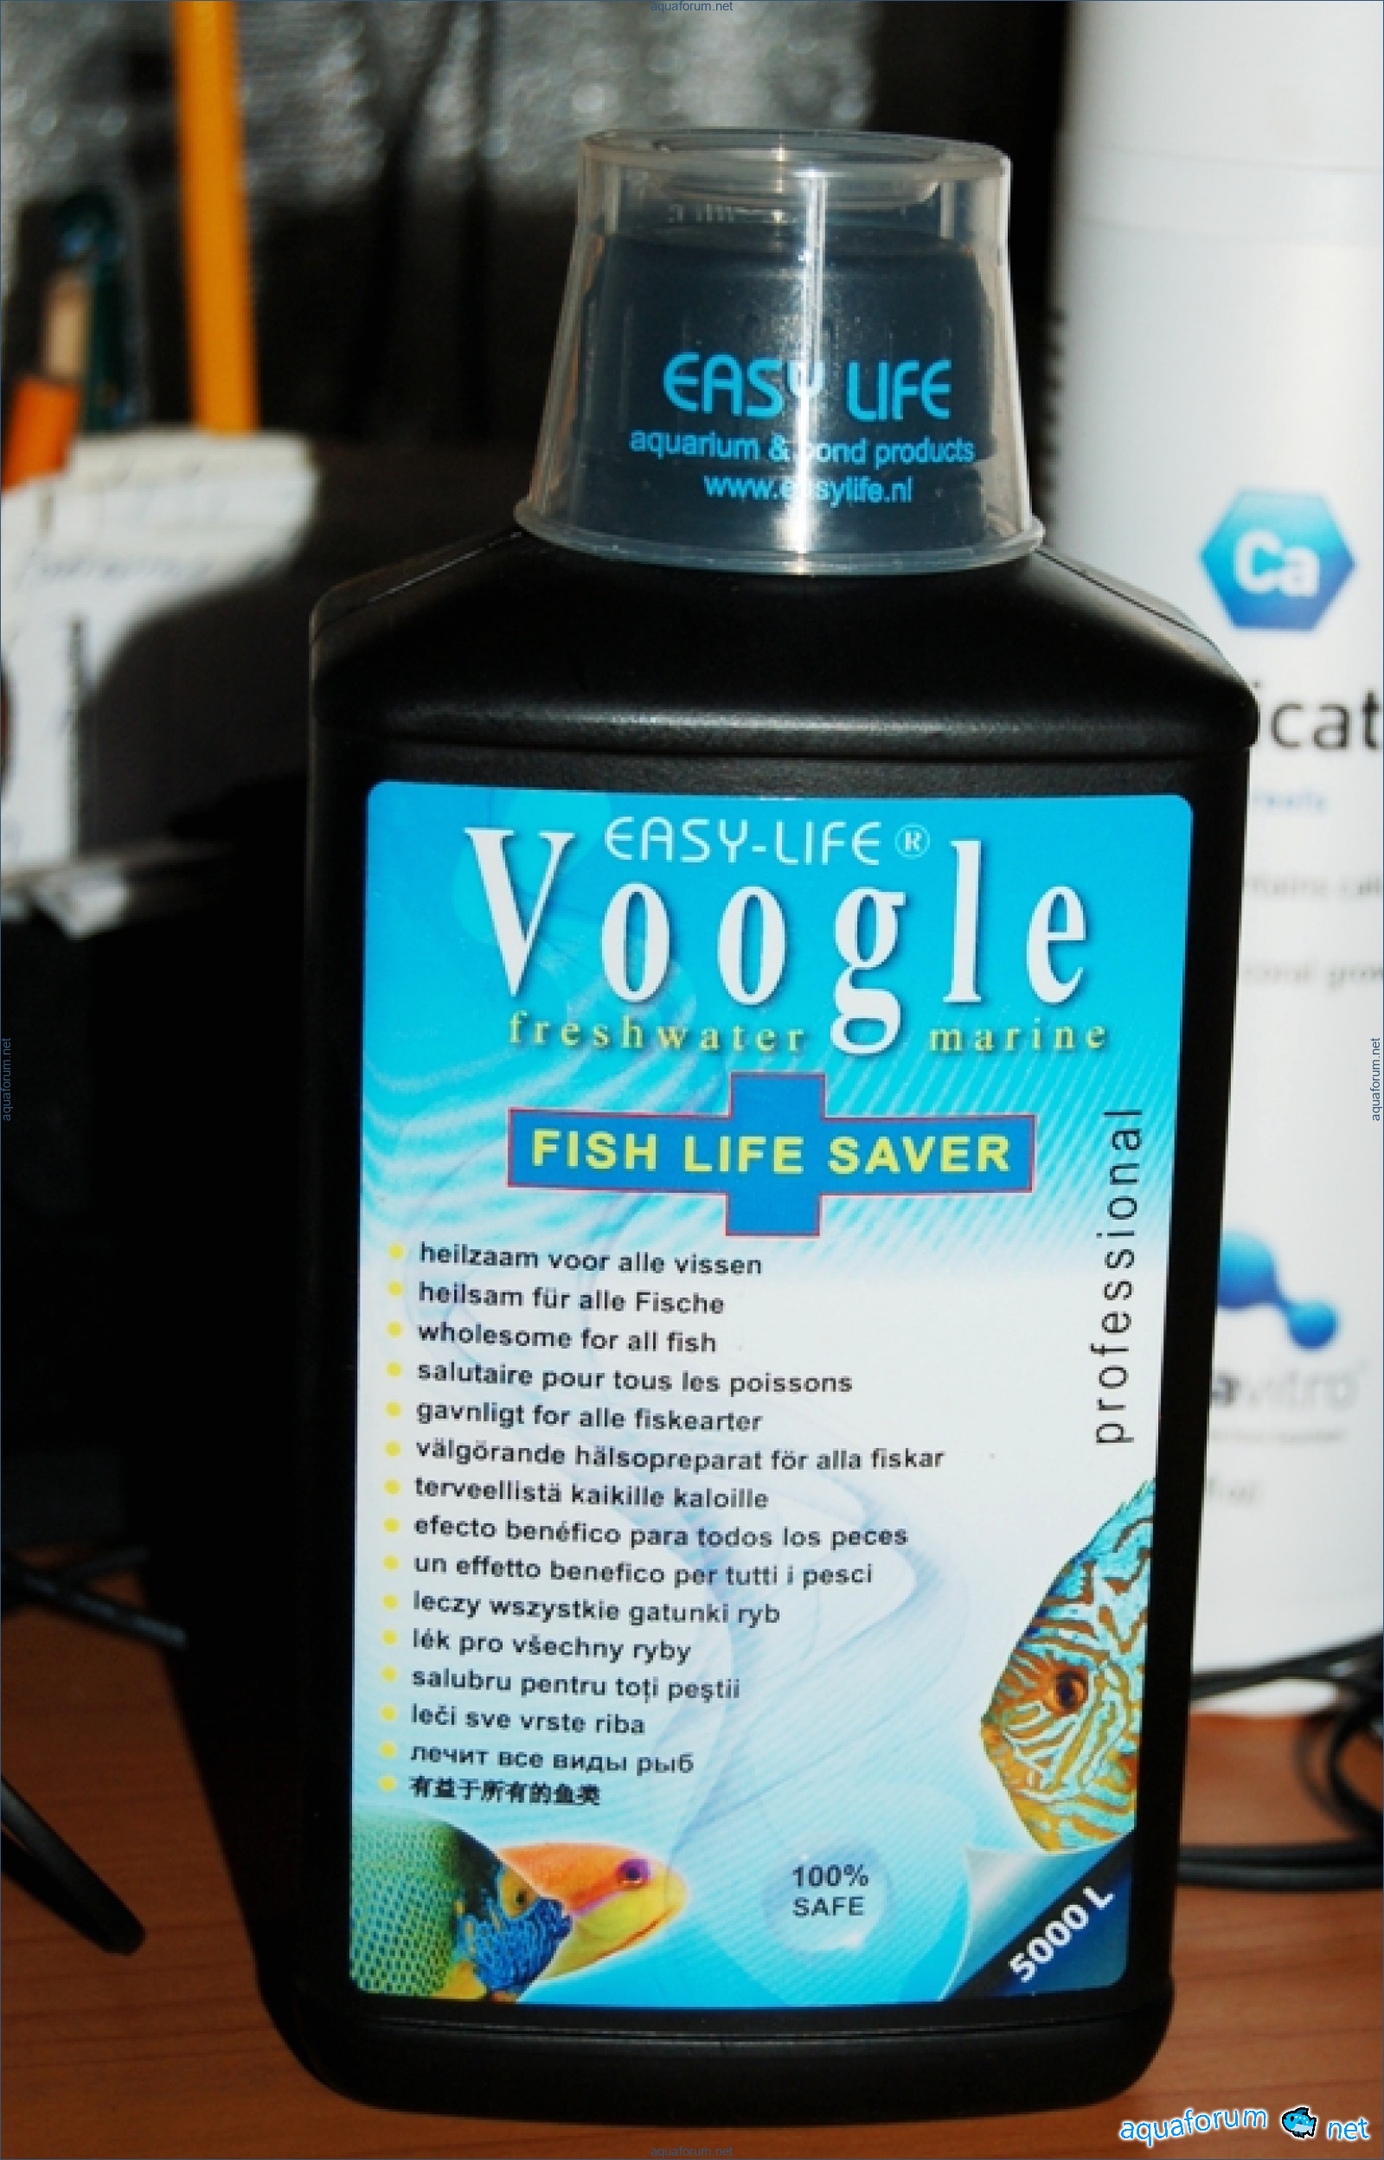 aquaforum.net
EASY LIFE
aquarium & pond products
www.easylife.nl
Ca
EASY-LIFE®
Voogle
freshwater marine
FISH LIFE SAVER
professional
heilzaam voor alle vissen
heilsam für alle Fische
wholesome for all fish
salutaire pour tous les poissons
gavnligt for alle fiskearter
välgörande hälsopreparat för alla fiskar
terveellistä kaikille kaloille
efecto benéfico para todos los peces
un effetto benefico per tutti i pesci
leczy wszystkie gatunki ryb
lék pro všechny ryby
salubru pentru toţi peştii
leči sve vrste riba
лечит все виды рыб
有益于所有的鱼类
100%
SAFE
5000 L
aquaforum.net
aquaforum.net
aquaforum net
aquaforum.net